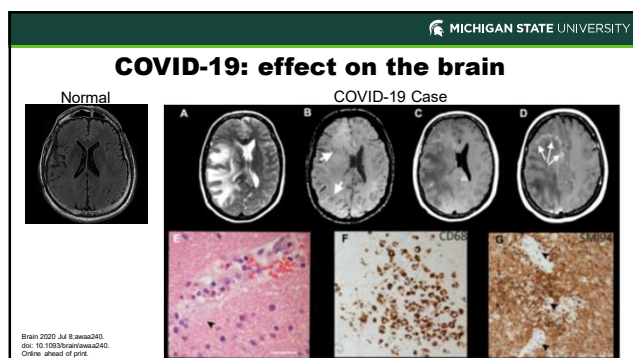 MICHIGAN STATE UNIVERSITY
COVID-19: effect on the brain
Normal
COVID-19 Case
A
B
C
D
E
F
CD68
G
SMI94
Brain 2020 Jul 8;awaa240.
doi: 10.1093/brain/awaa240.
Online ahead of print.